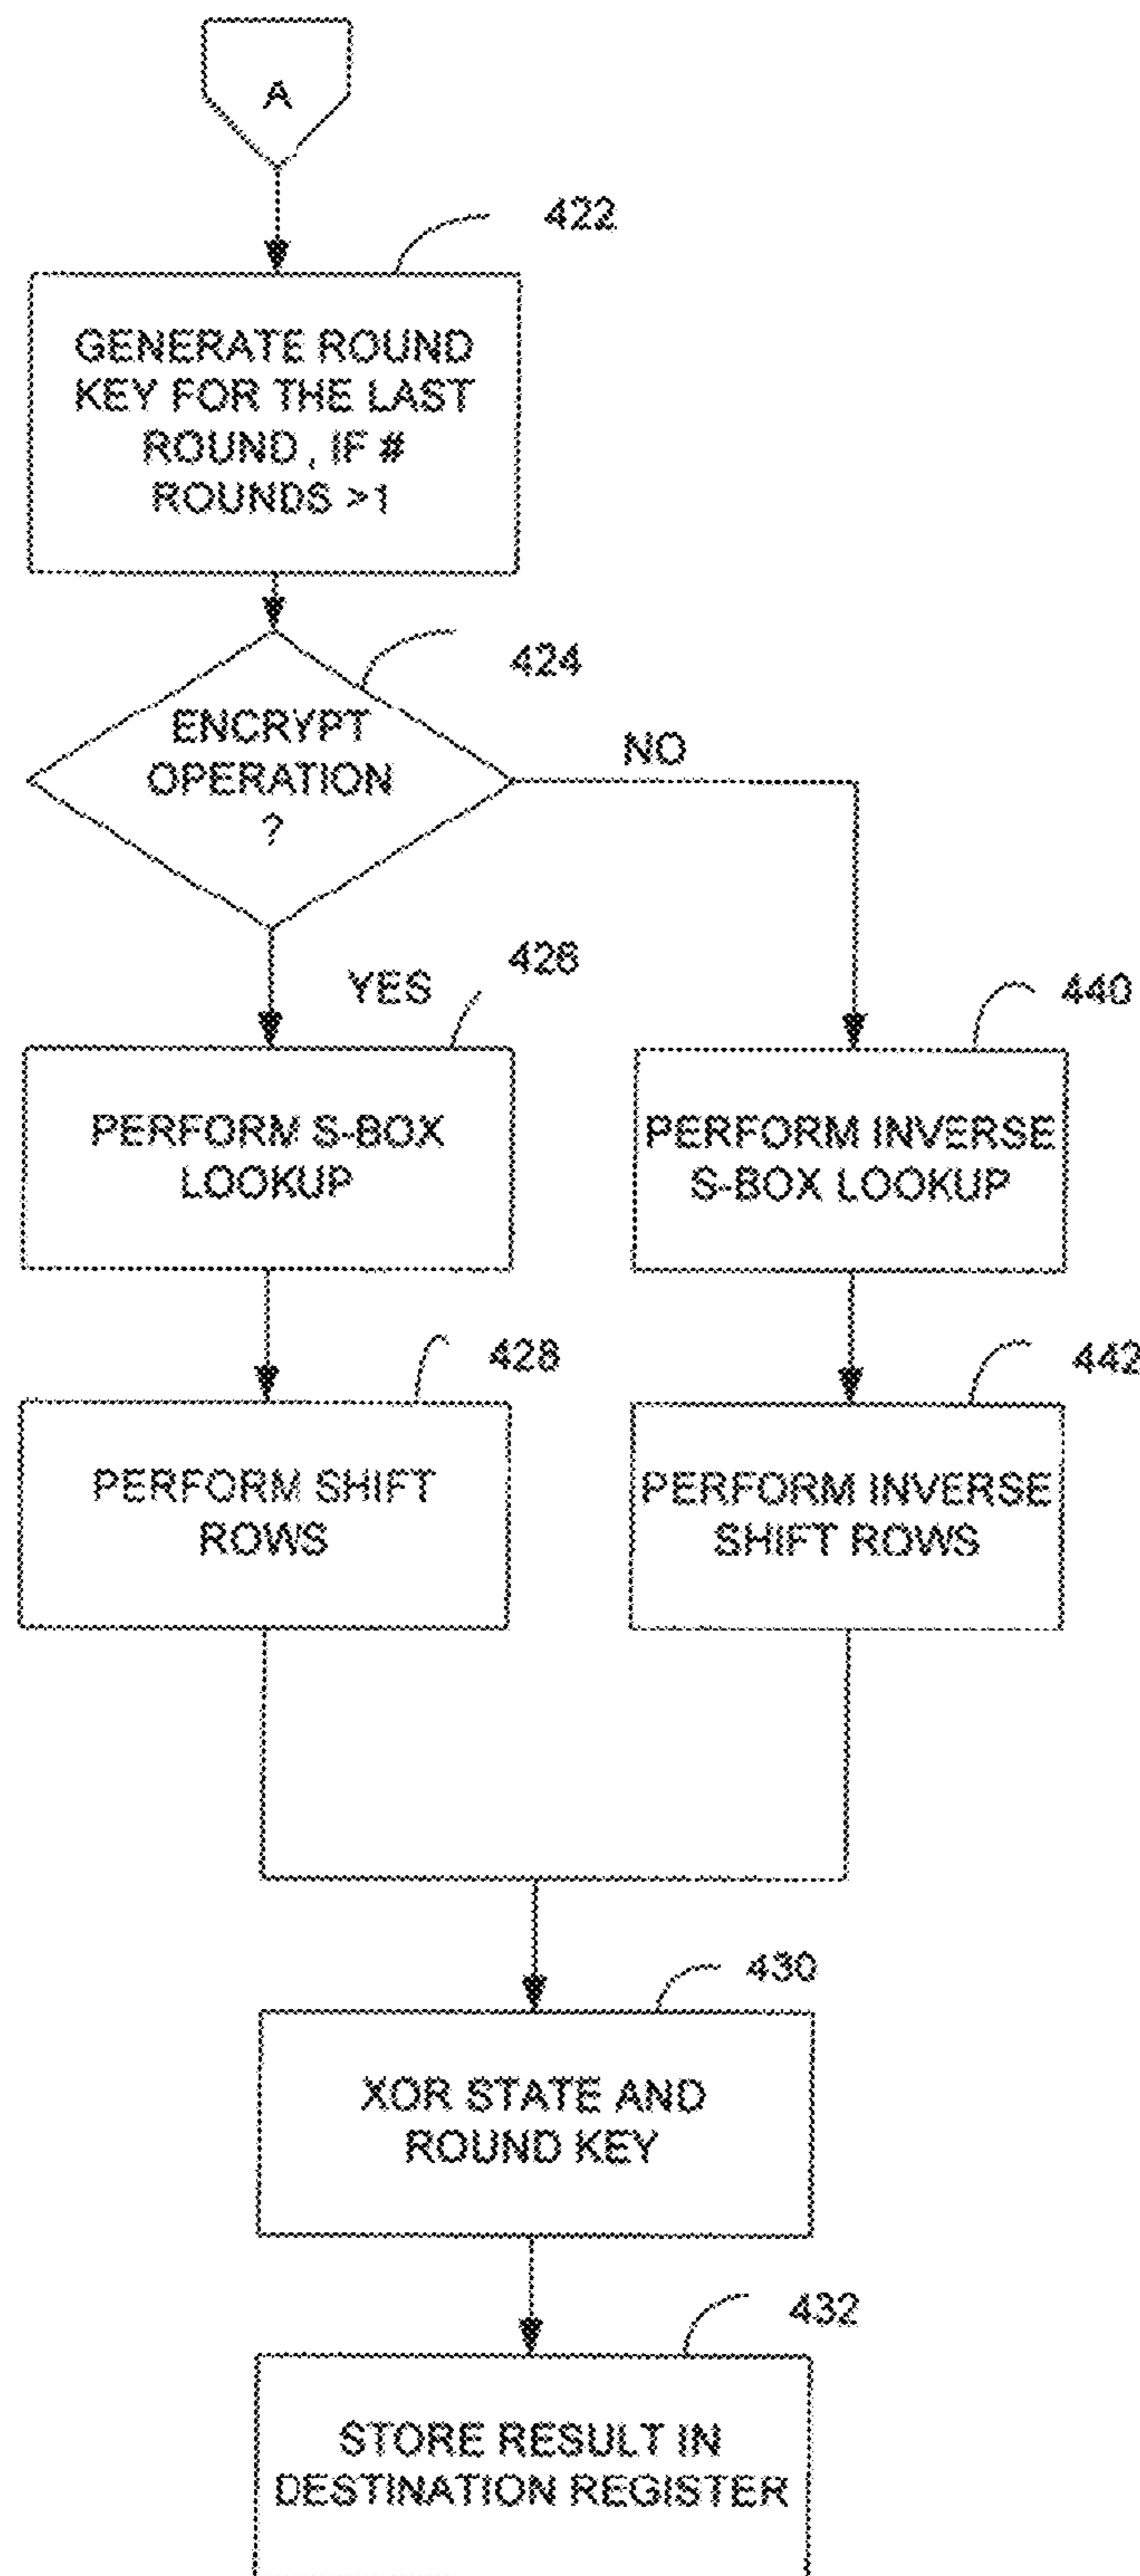 A
422
GENERATE ROUND
KEY FOR THE LAST
ROUND, IF #
ROUNDS >1
424
ENCRYPT
OPERATION
?
NO
YES
426
440
PERFORM S-BOX
LOOKUP
PERFORM INVERSE
S-BOX LOOKUP
428
442
PERFORM SHIFT
ROWS
PERFORM INVERSE
SHIFT ROWS
430
XOR STATE AND
ROUND KEY
432
STORE RESULT IN
DESTINATION REGISTER